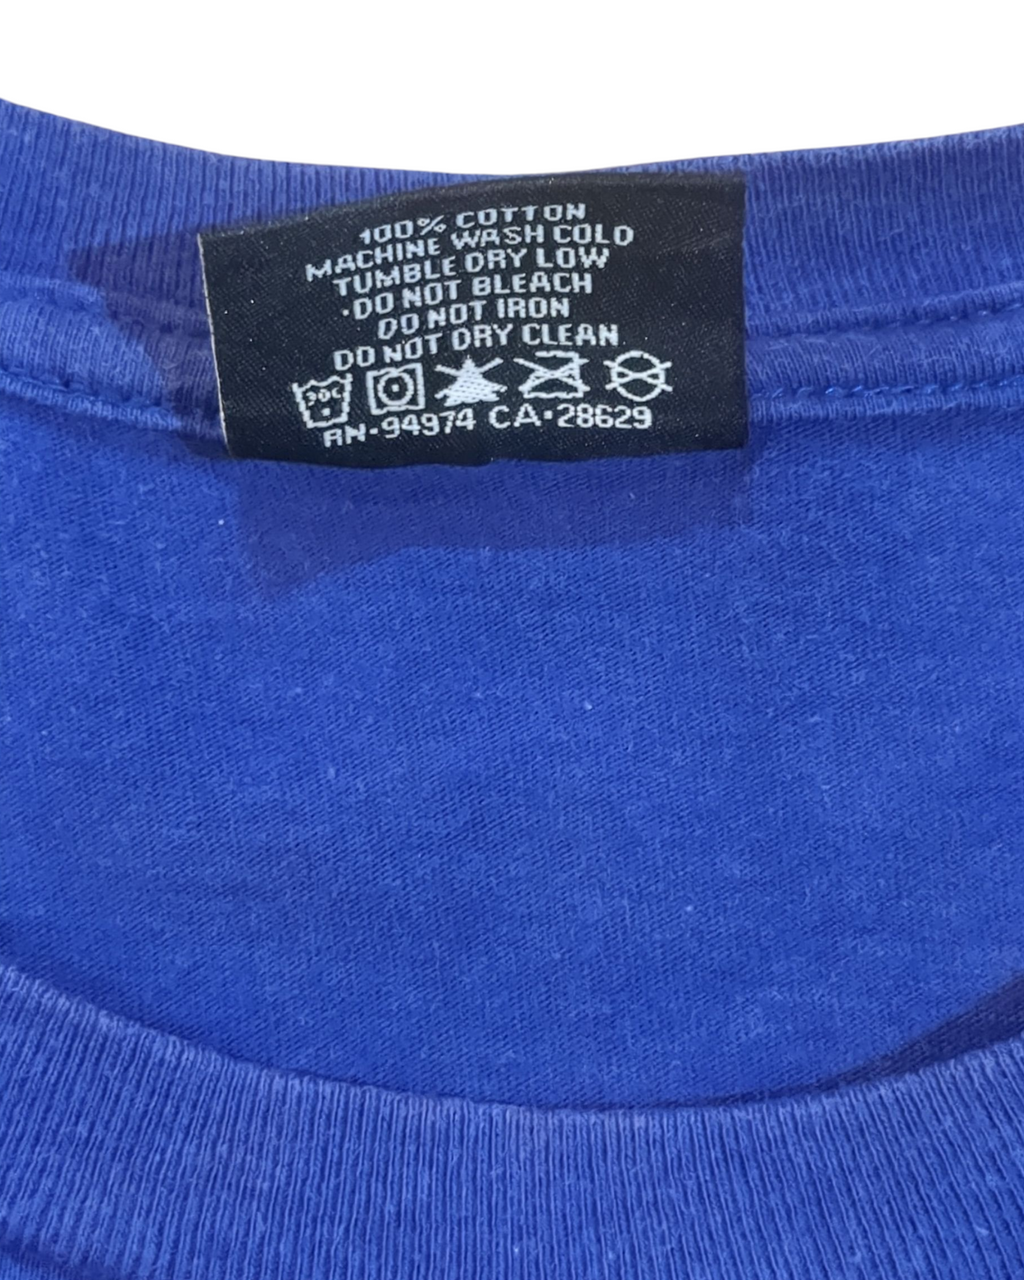 100% COTTON
MACHINE WASH COLD
TUMBLE DRY LOW
DO NOT BLEACH
DO NOT IRON
DO NOT DRY CLEAN
30C
RN·94974 CA·28629